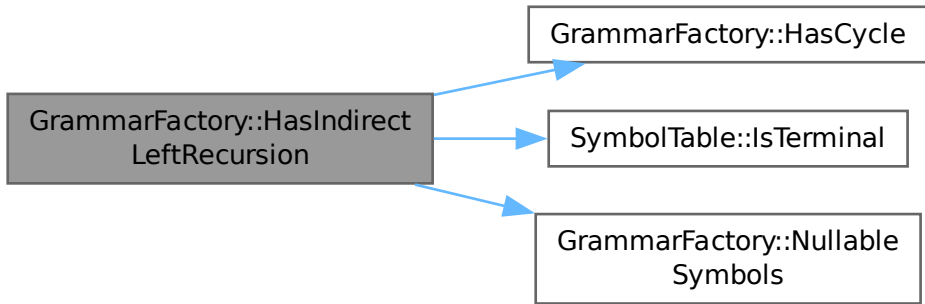 GrammarFactory::HasCycle
GrammarFactory::HasIndirect
LeftRecursion
SymbolTable::IsTerminal
GrammarFactory::Nullable
Symbols